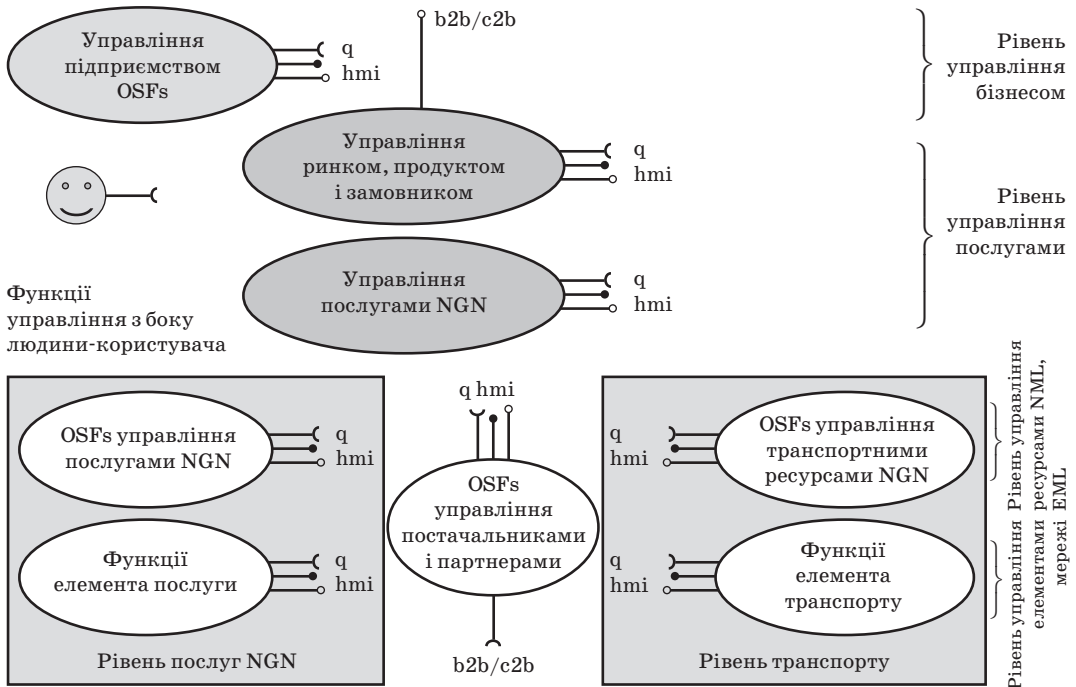 Управління
підприємством
OSFs
q
hmi
b2b/c2b
Рівень
управління
бізнесом
Управління
ринком, продуктом
і замовником
q
hmi
Рівень
управління
послугами
Управління
послугами NGN
q
hmi
Функції
управління з боку
людини-користувача
OSFs управління
послугами NGN
q
hmi
Функції
елемента послуги
q
hmi
Рівень послуг NGN
q hmi
OSFs
управління
постачальниками
і партнерами
b2b/c2b
q
hmi
OSFs управління
транспортними
ресурсами NGN
q
hmi
Функції
елемента
транспорту
Рівень транспорту
Рівень управління Рівень управління
елементами ресурсами NML,
мережі EML